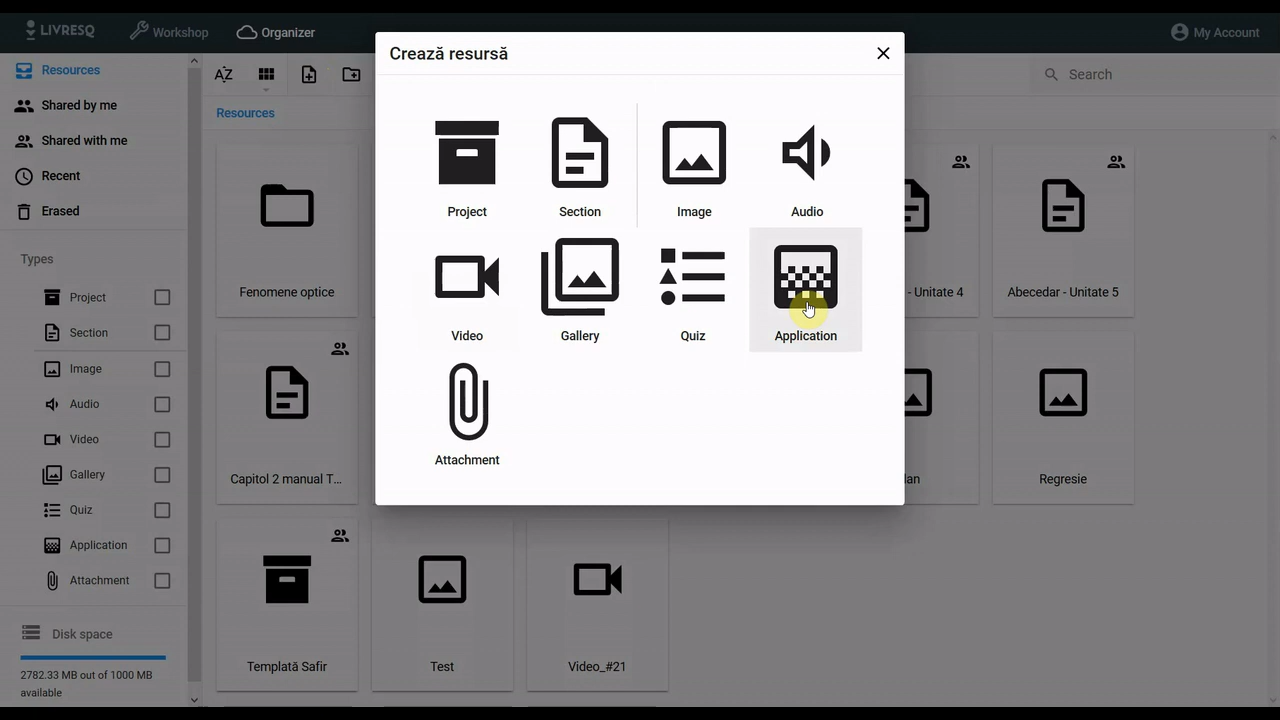 LIVRESQ
Workshop
Organizer
My Account
Crează resursă
Resources
Shared by me
Shared with me
Recent
Erased
Types
Project
Section
Image
Audio
Video
Gallery
Quiz
Application
Attachment
Disk space
2782.33 MB out of 1000 MB
available
AZ
Search
Resources
Project
Section
Image
Audio
Video
Gallery
Quiz
Application
Attachment
Fenomene optice
- Unitate 4
Abecedar - Unitate 5
Capitol 2 manual T...
Regresie
Templată Safir
Test
Video_#21